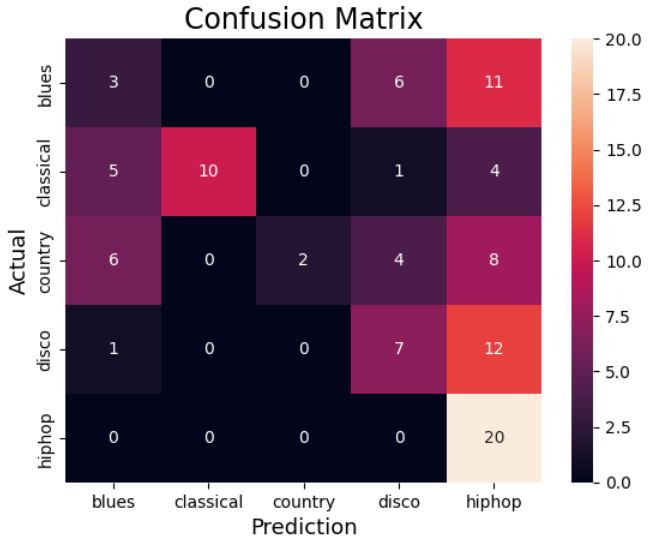 Confusion Matrix
blues 3 0 0 6 11
classical 5 10 0 1 4
country 6 0 2 4 8
disco 1 0 0 7 12
hiphop 0 0 0 0 20
blues classical country disco hiphop
Prediction
Actual
20.0
17.5
15.0
12.5
10.0
7.5
5.0
2.5
0.0